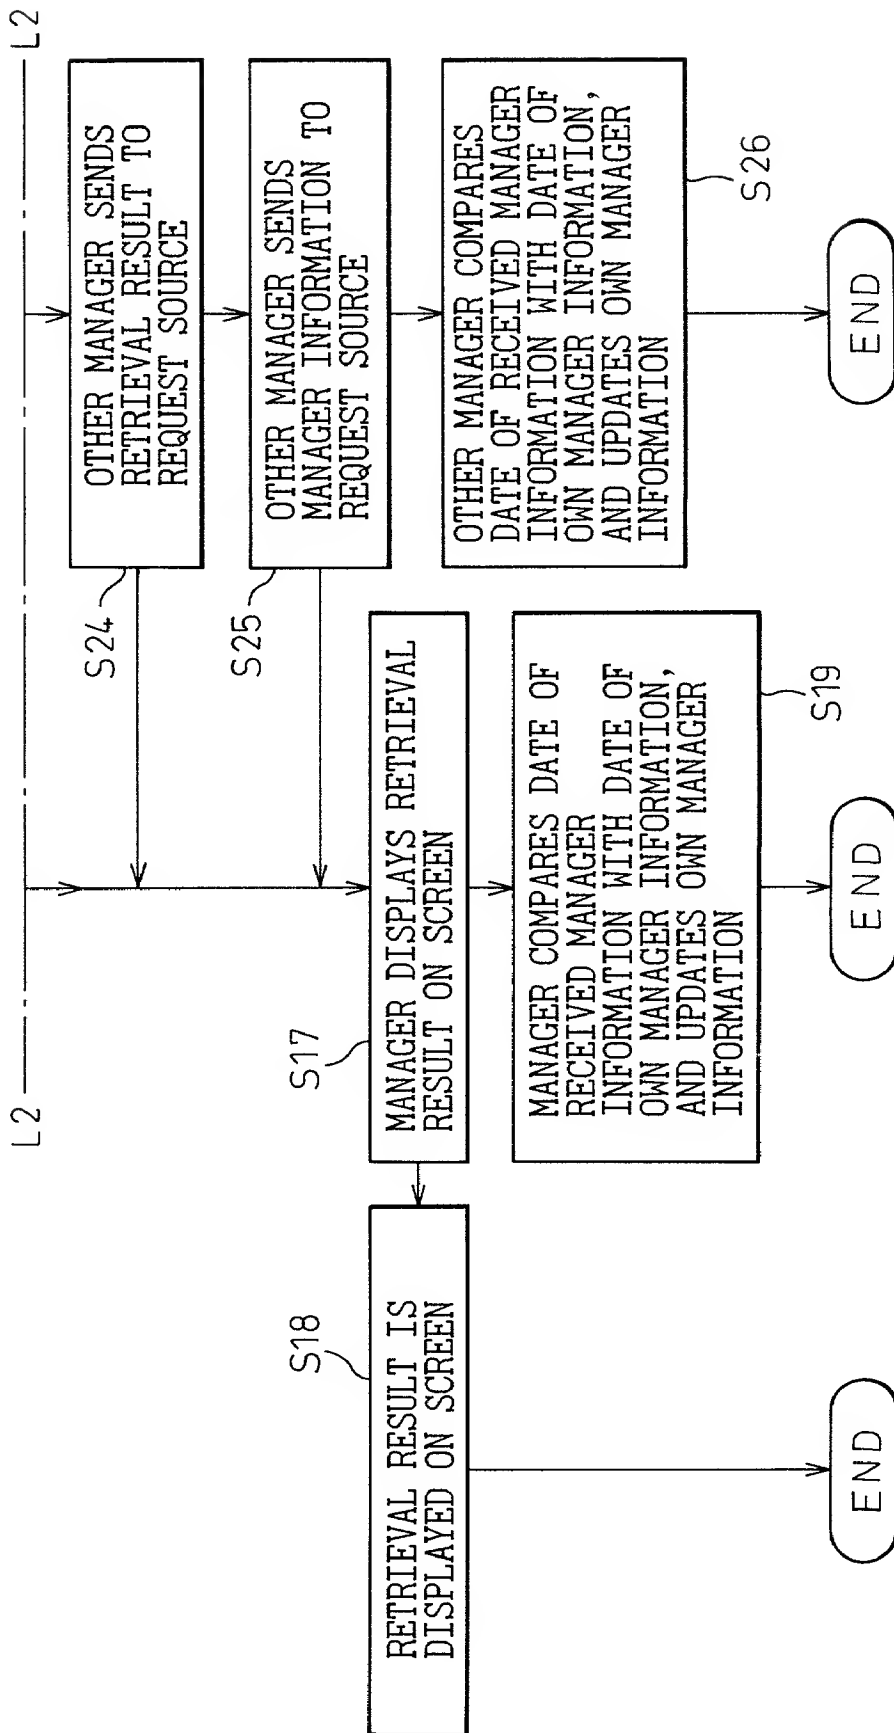 L2
L2
S18
RETRIEVAL RESULT IS
DISPLAYED ON SCREEN
END
S17
MANAGER DISPLAYS RETRIEVAL
RESULT ON SCREEN
MANAGER COMPARES DATE OF
RECEIVED MANAGER
INFORMATION WITH DATE OF
OWN MANAGER INFORMATION,
AND UPDATES OWN MANAGER
INFORMATION
S19
END
S24
OTHER MANAGER SENDS
RETRIEVAL RESULT TO
REQUEST SOURCE
S25
OTHER MANAGER SENDS
MANAGER INFORMATION TO
REQUEST SOURCE
OTHER MANAGER COMPARES
DATE OF RECEIVED MANAGER
INFORMATION WITH DATE OF
OWN MANAGER INFORMATION,
AND UPDATES OWN MANAGER
INFORMATION
S26
END